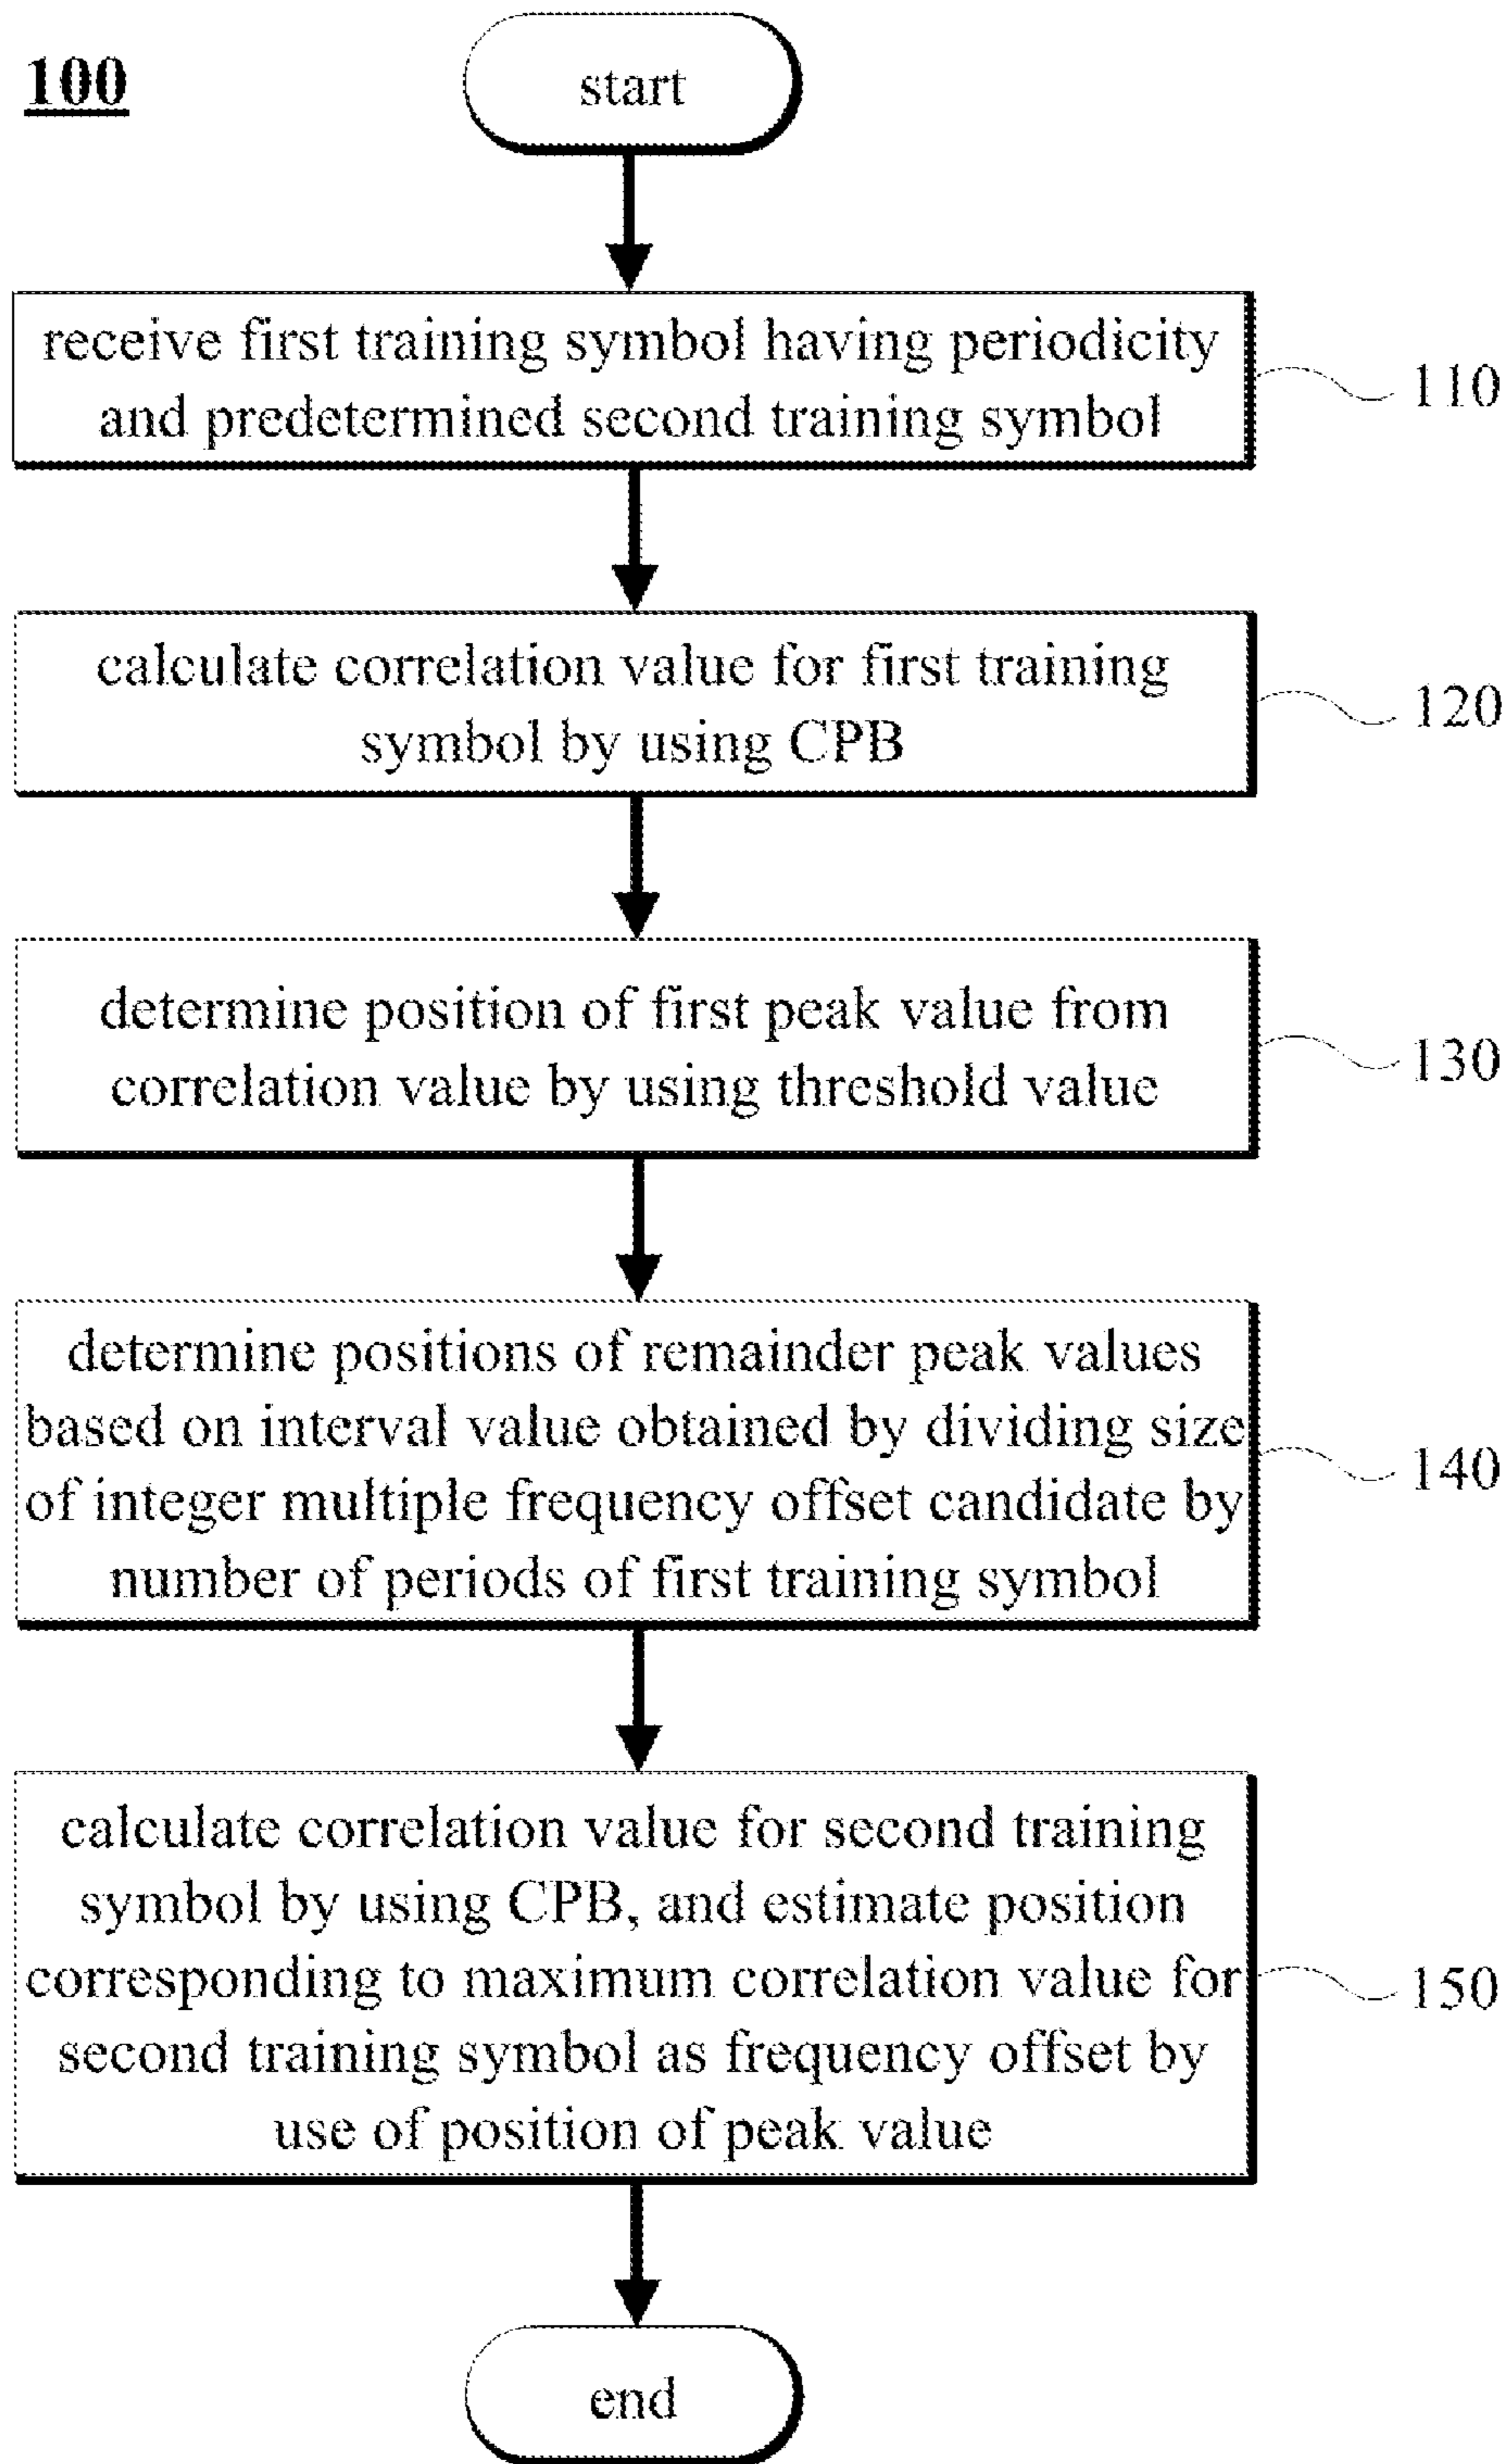 100
start
receive first training symbol having periodicity
and predetermined second training symbol
110
calculate correlation value for first training
symbol by using CPB
120
determine position of first peak value from
correlation value by using threshold value
130
determine positions of remainder peak values
based on interval value obtained by dividing size
of integer multiple frequency offset candidate by
number of periods of first training symbol
140
calculate correlation value for second training
symbol by using CPB, and estimate position
corresponding to maximum correlation value for
second training symbol as frequency offset by
use of position of peak value
150
end